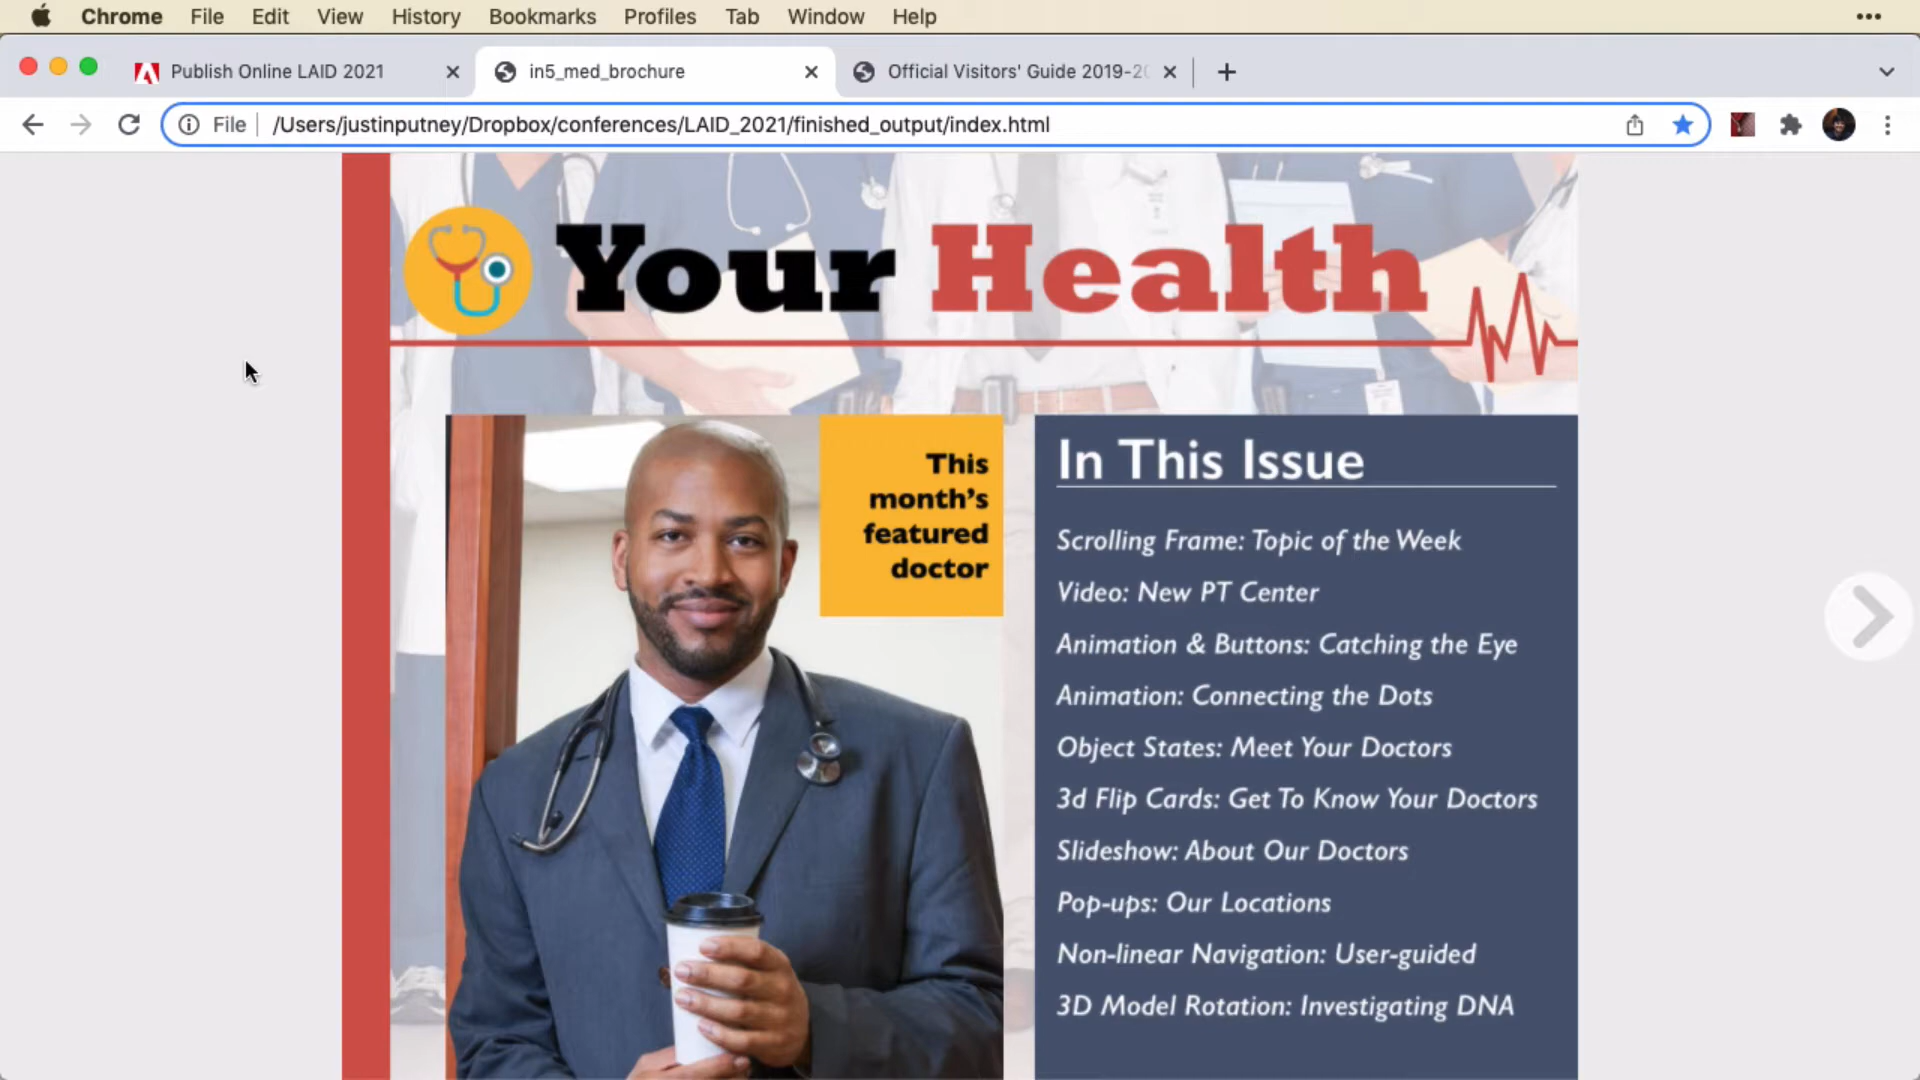 Chrome File Edit View History Bookmarks Profiles Tab Window Help
Publish Online LAID 2021 in5_med_brochure Official Visitors' Guide 2019-20
File /Users/justinputney/Dropbox/conferences/LAID_2021/finished_output/index.html
Your Health
This
month's
featured
doctor
In This Issue
Scrolling Frame: Topic of the Week
Video: New PT Center
Animation & Buttons: Catching the Eye
Animation: Connecting the Dots
Object States: Meet Your Doctors
3d Flip Cards: Get To Know Your Doctors
Slideshow: About Our Doctors
Pop-ups: Our Locations
Non-linear Navigation: User-guided
3D Model Rotation: Investigating DNA